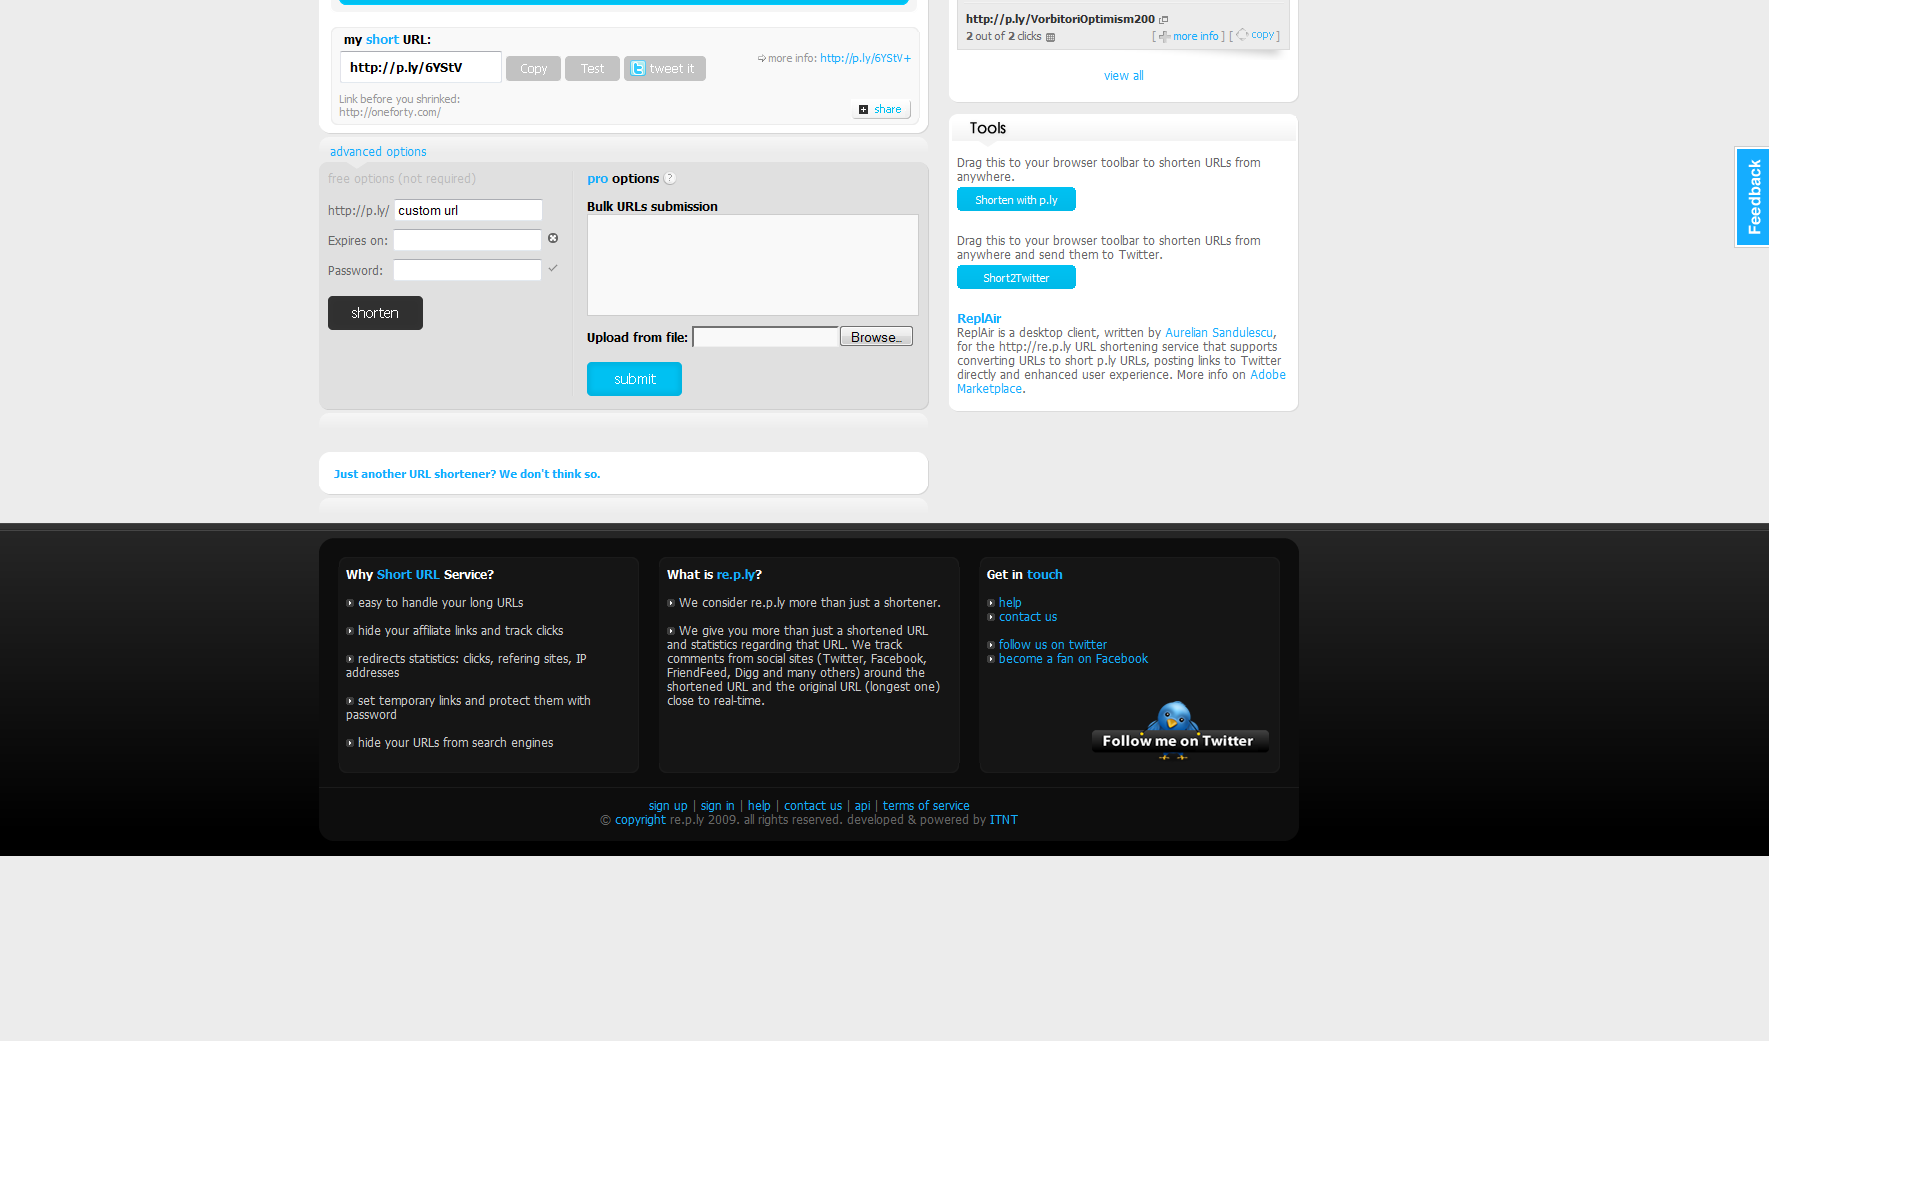 my short URL:
http://p.ly/6YStV
Copy
Test
tweet it
more info: http://p.ly/6YStV+
Link before you shrinked:
http://oneforty.com/
share
advanced options
free options (not required)
http://p.ly/ custom url
Expires on:
Password:
shorten
pro options ?
Bulk URLs submission
Upload from file: Browse...
submit
Just another URL shortener? We don't think so.
http://p.ly/VorbitoriOptimism200
2 out of 2 clicks [ more info ] [ copy ]
view all
Tools
Drag this to your browser toolbar to shorten URLs from
anywhere.
Shorten with p.ly
Drag this to your browser toolbar to shorten URLs from
anywhere and send them to Twitter.
Short2Twitter
ReplAir
ReplAir is a desktop client, written by Aurelian Sandulescu,
for the http://re.p.ly URL shortening service that supports
converting URLs to short p.ly URLs, posting links to Twitter
directly and enhanced user experience. More info on Adobe
Marketplace.
Feedback
Why Short URL Service?
easy to handle your long URLs
hide your affiliate links and track clicks
redirects statistics: clicks, refering sites, IP
addresses
set temporary links and protect them with
password
hide your URLs from search engines
What is re.p.ly?
We consider re.p.ly more than just a shortener.
We give you more than just a shortened URL
and statistics regarding that URL. We track
comments from social sites (Twitter, Facebook,
FriendFeed, Digg and many others) around the
shortened URL and the original URL (longest one)
close to real-time.
Get in touch
help
contact us
follow us on twitter
become a fan on Facebook
Follow me on Twitter
sign up | sign in | help | contact us | api | terms of service
© copyright re.p.ly 2009. all rights reserved. developed & powered by ITNT